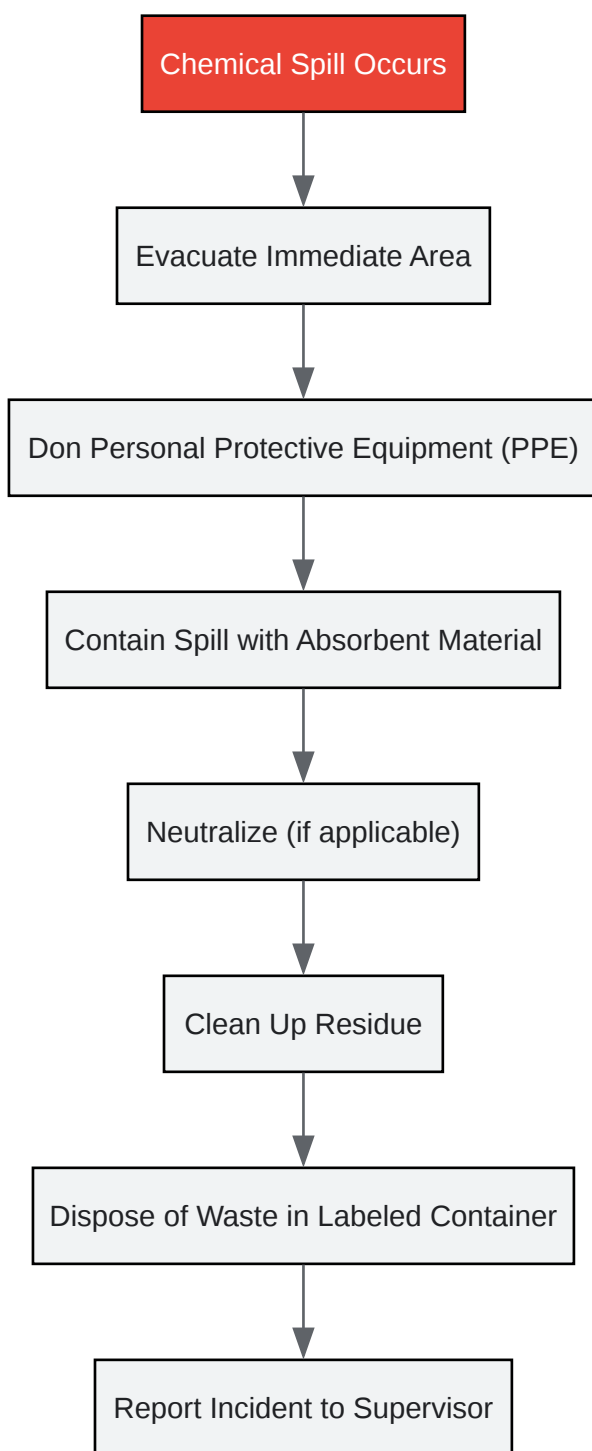 Chemical Spill Occurs
Evacuate Immediate Area
Don Personal Protective Equipment (PPE)
Contain Spill with Absorbent Material
Neutralize (if applicable)
Clean Up Residue
Dispose of Waste in Labeled Container
Report Incident to Supervisor